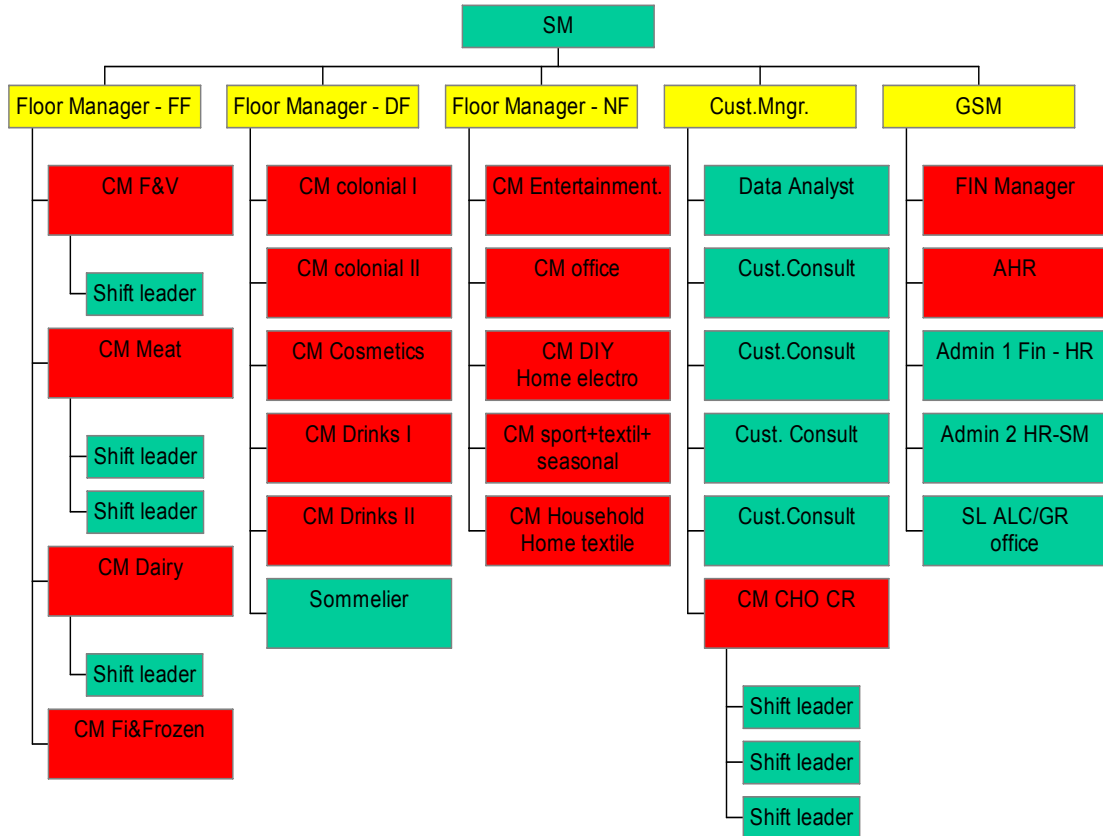 SM
Floor Manager - FF
Floor Manager - DF
Floor Manager - NF
Cust.Mngr.
GSM
CM F&V
Shift leader
CM Meat
Shift leader
Shift leader
CM Dairy
Shift leader
CM Fi&Frozen
CM colonial I
CM colonial II
CM Cosmetics
CM Drinks I
CM Drinks II
Sommelier
CM Entertainment.
CM office
CM DIY
Home electro
CM sport+textil+
seasonal
CM Household
Home textile
Data Analyst
Cust.Consult
Cust.Consult
Cust. Consult
Cust.Consult
CM CHO CR
Shift leader
Shift leader
Shift leader
FIN Manager
AHR
Admin 1 Fin - HR
Admin 2 HR-SM
SL ALC/GR
office